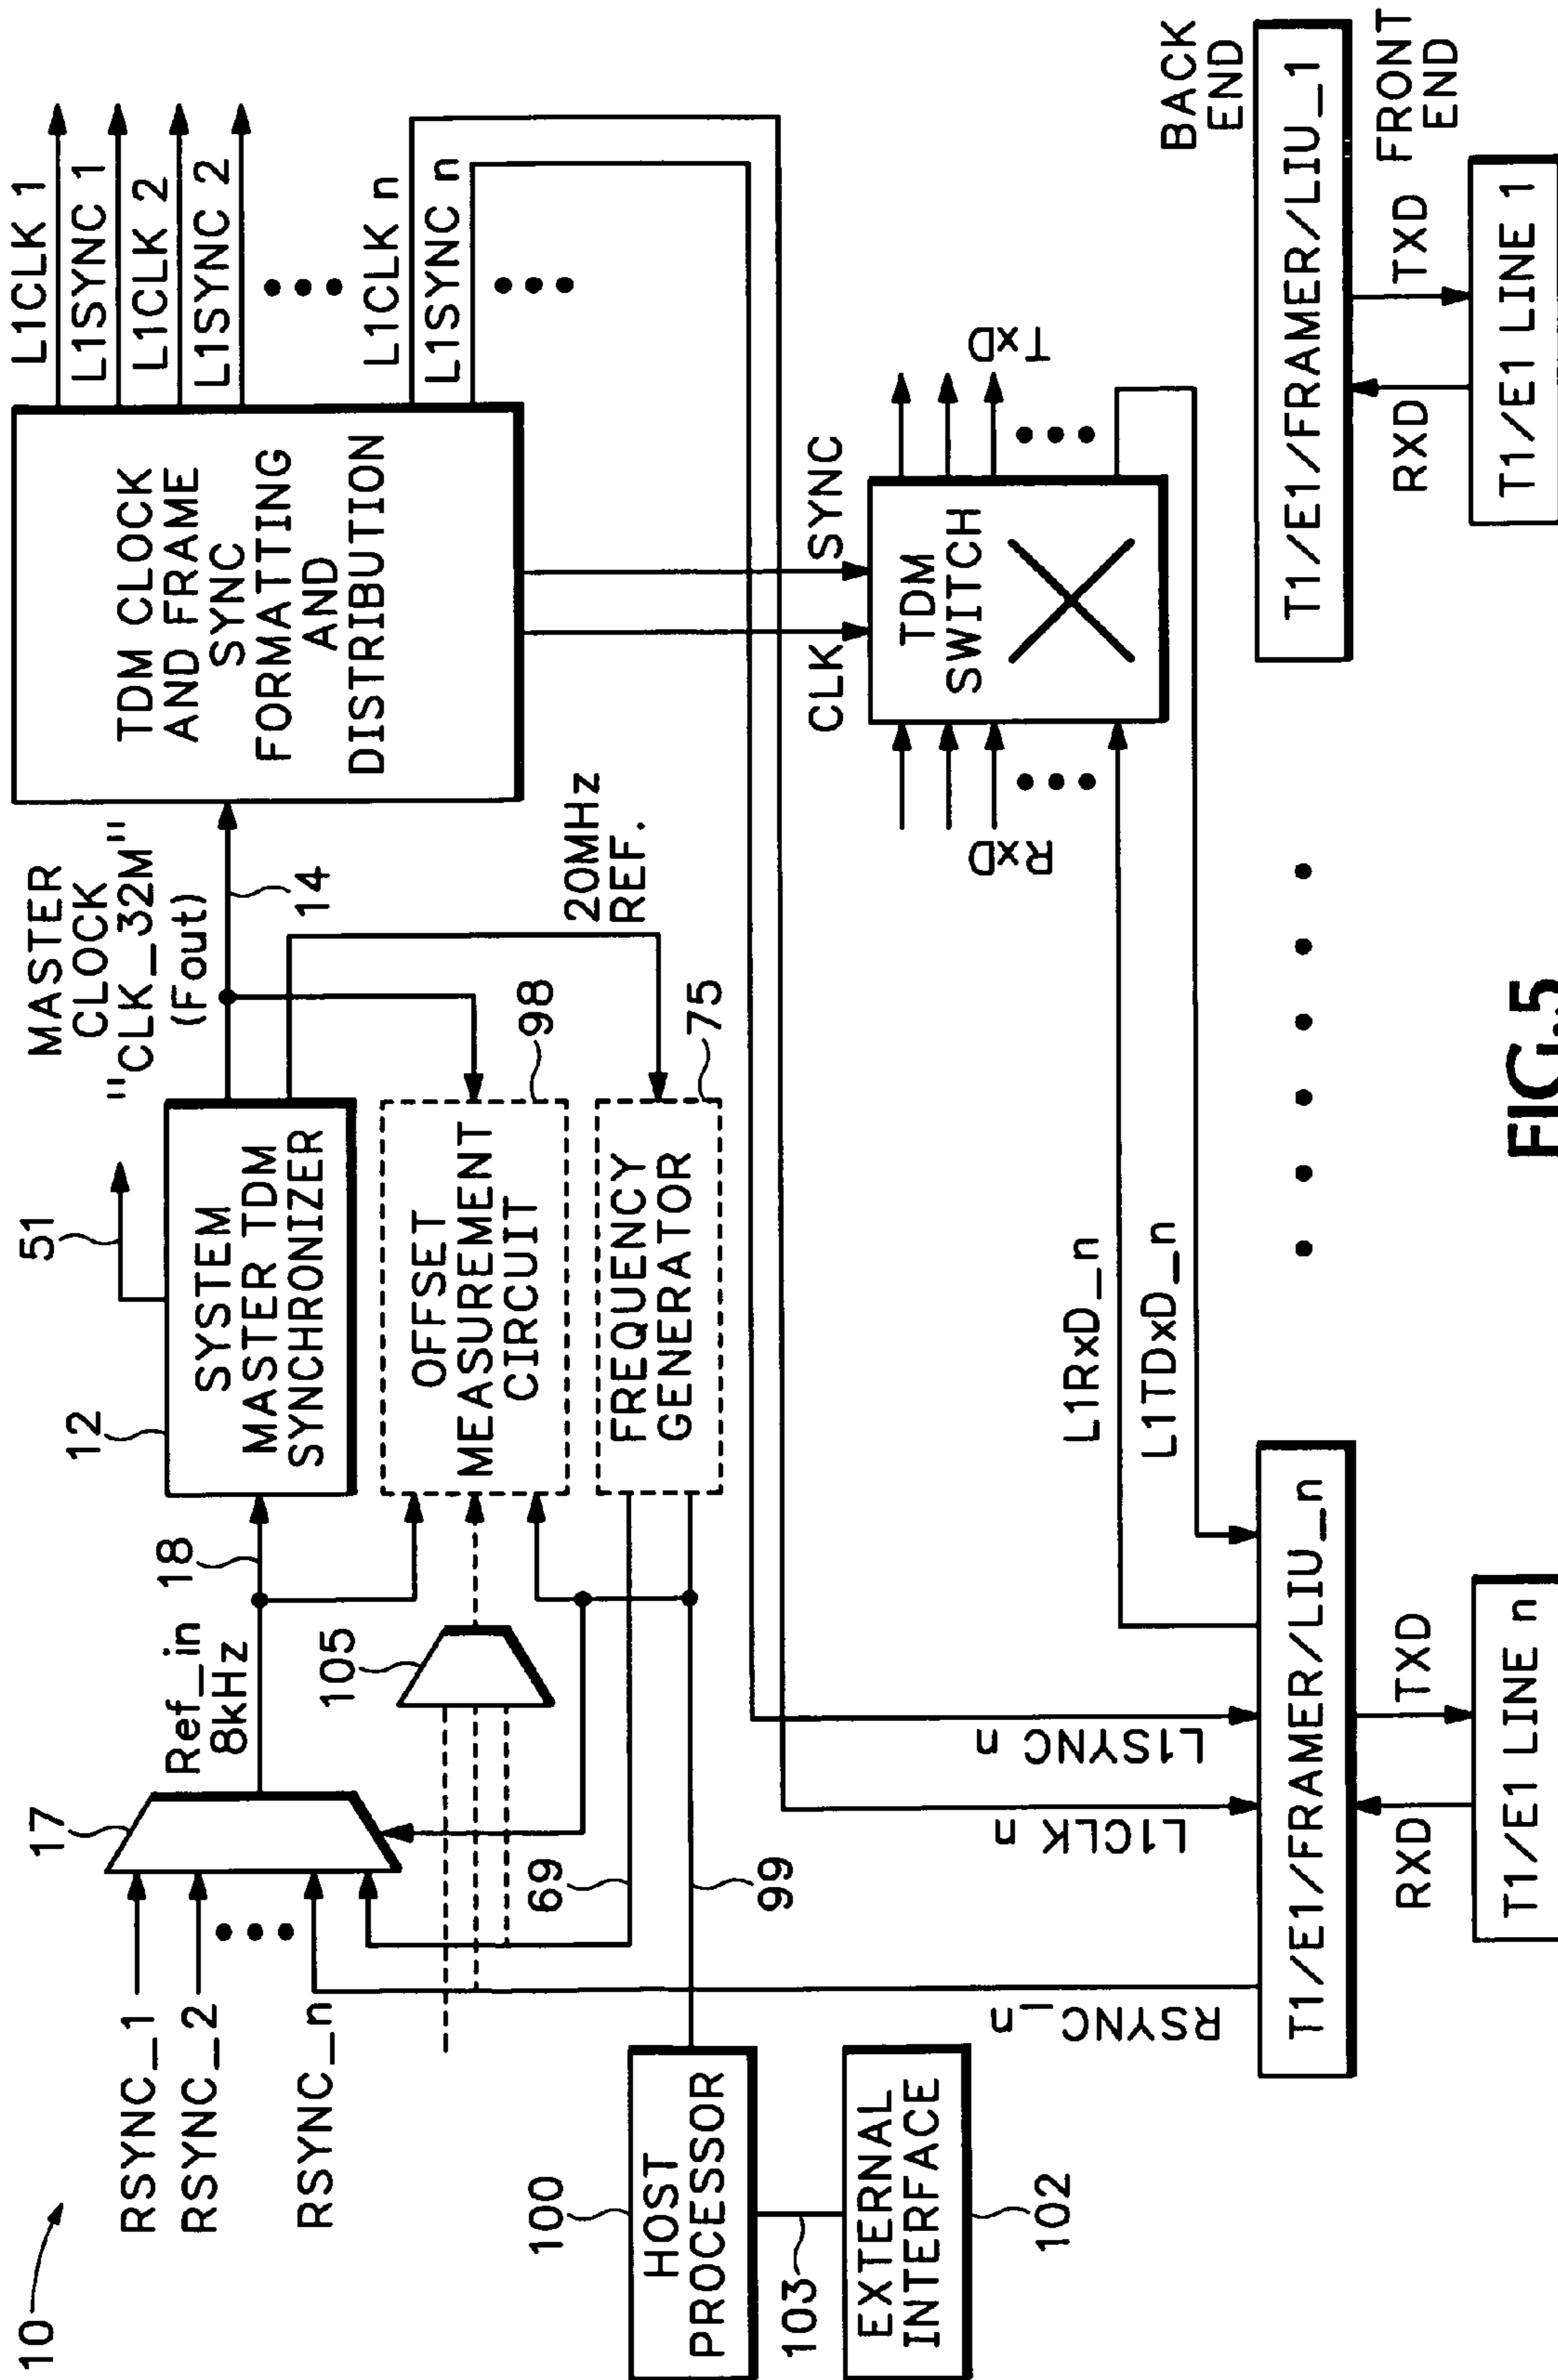 10
RSYNC_1
RSYNC_2
RSYNC_n
17
Ref_in
8kHz
18
12
SYSTEM
MASTER TDM
SYNCHRONIZER
51
MASTER
CLOCK
"CLK_32M"
(Fout)
14
TDM CLOCK
AND FRAME
SYNC
FORMATTING
AND
DISTRIBUTION
L1CLK 1
L1SYNC 1
L1CLK 2
L1SYNC 2
L1CLK n
L1SYNC n
105
OFFSET
MEASUREMENT
CIRCUIT
98
20MHz
REF.
69
FREQUENCY
GENERATOR
75
99
100
HOST
PROCESSOR
103
EXTERNAL
INTERFACE
102
CLK
SYNC
RxD
TDM
SWITCH
TxD
RSYNC_n
L1CLK n
L1SYNC n
L1RxD_n
L1TDxD_n
BACK
END
T1/E1/FRAMER/LIU_n
T1/E1/FRAMER/LIU_1
RXD
TXD
RXD
TXD
FRONT
END
T1/E1 LINE n
T1/E1 LINE 1
FIG.5